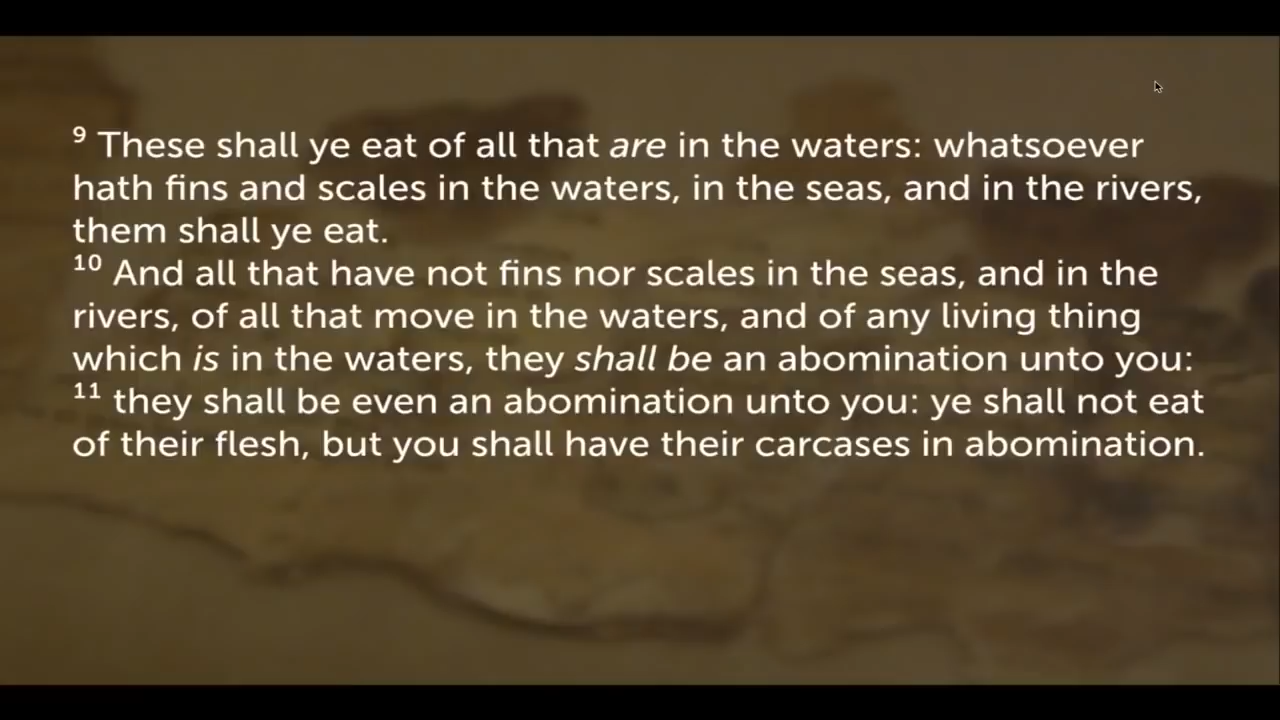 9 These shall ye eat of all that are in the waters: whatsoever
hath fins and scales in the waters, in the seas, and in the rivers,
them shall ye eat.
10 And all that have not fins nor scales in the seas, and in the
rivers, of all that move in the waters, and of any living thing
which is in the waters, they shall be an abomination unto you:
11 they shall be even an abomination unto you: ye shall not eat
of their flesh, but you shall have their carcases in abomination.